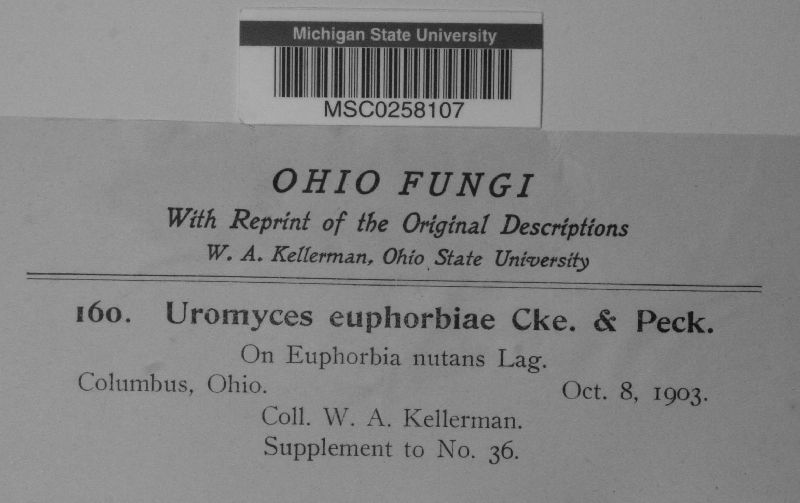 Michigan State University
MSC0258107
OHIO FUNGI
With Reprint of the Original Descriptions
W. A. Kellerman, Ohio State University
160. Uromyces euphorbiae Cke. & Peck.
On Euphorbia nutans Lag.
Columbus, Ohio. Oct. 8, 1903.
Coll. W. A. Kellerman.
Supplement to No. 36.